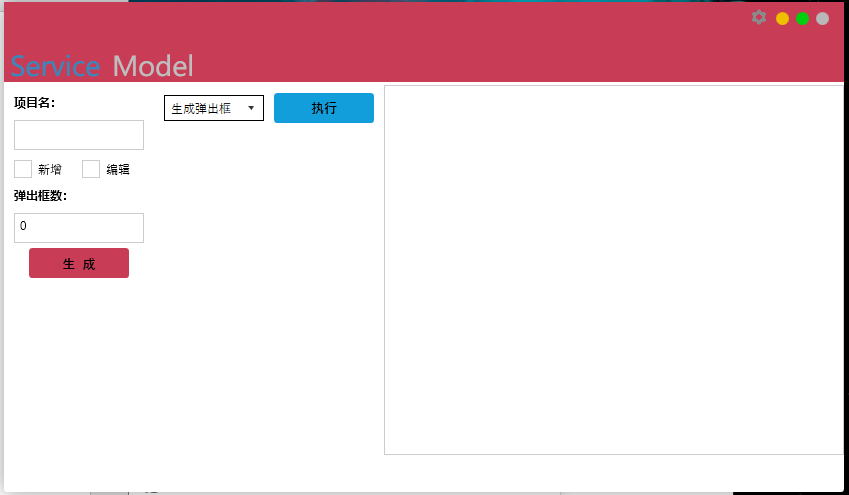 Service Model
项目名：
生成弹出框 执行
新增 编辑
弹出框数：
0
生 成